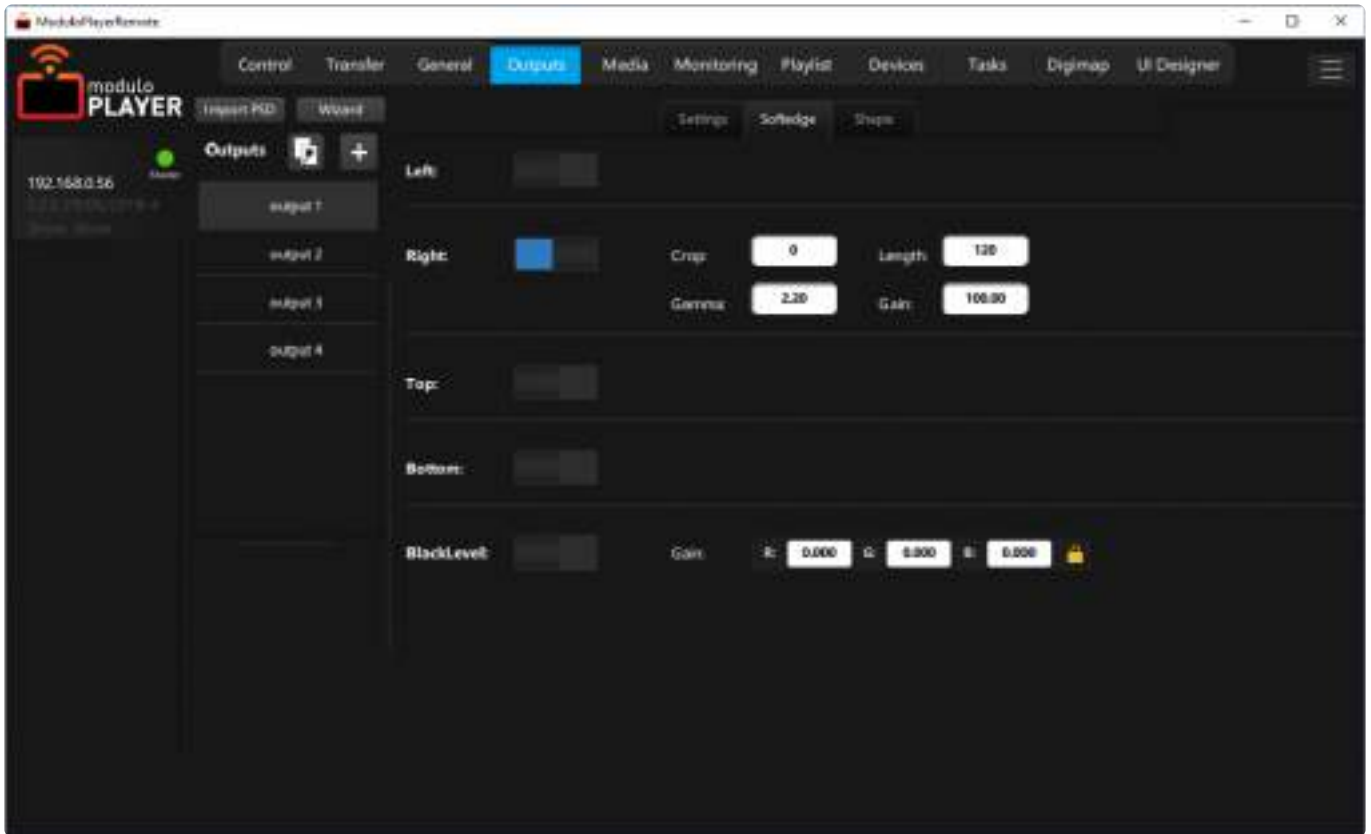 ModuloPlayerRemote
modulo
PLAYER
Control Transfer General Outputs Media Monitoring Playlist Devices Tasks Digimap UI Designer
Import PSD Wizard
Settings Softedge Shape
Outputs
Master
192.168.0.56
output 1
output 2
output 3
output 4
Left:
Right: Crop: 0 Length: 120
Gamma: 2.20 Gain: 100.00
Top:
Bottom:
BlackLevel: Gain: R: 0.000 G: 0.000 B: 0.000